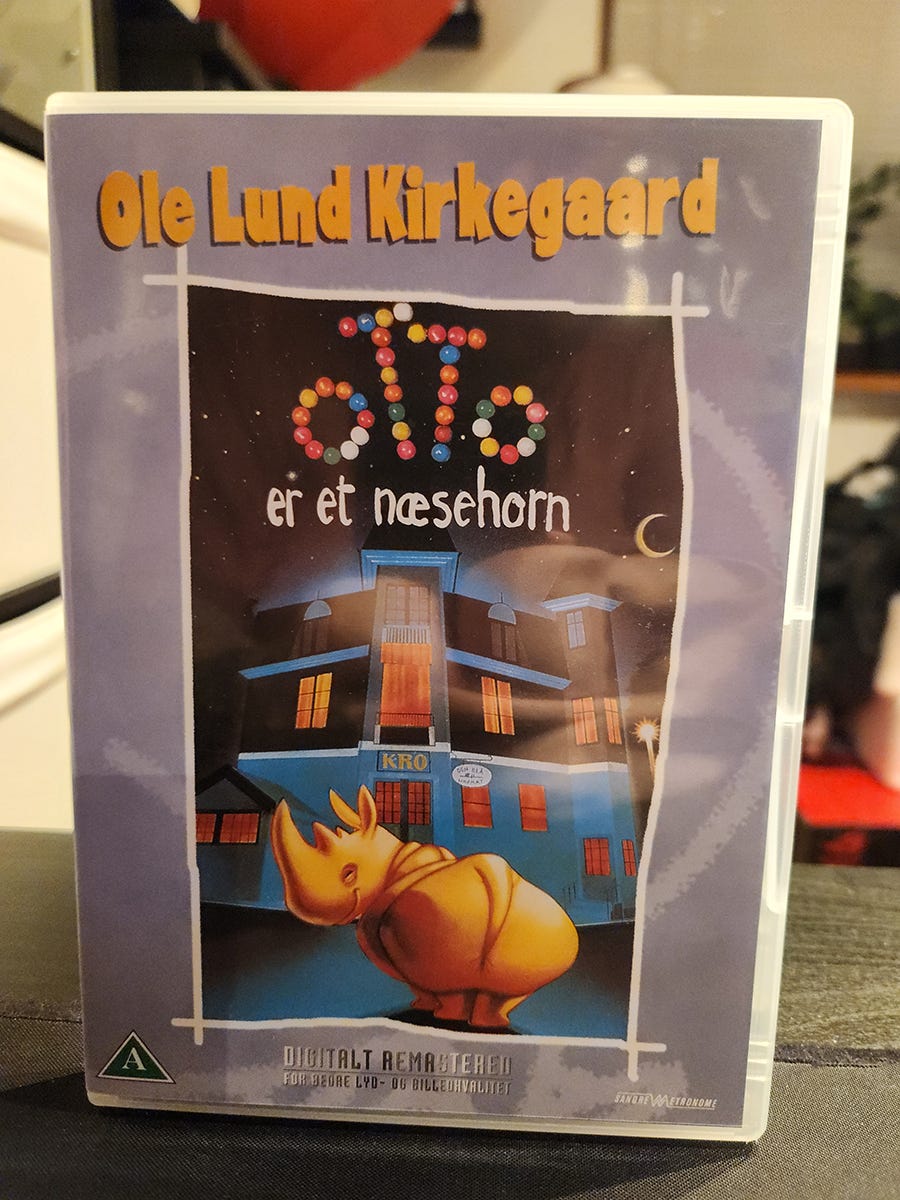 Ole Lund Kirkegaard
OTTO
er et næsehorn
KRO
A
DIGITALT REMASTERED
FOR BEDRE LYD- OG BILLEDKVALITET
SANDREW METRONOME